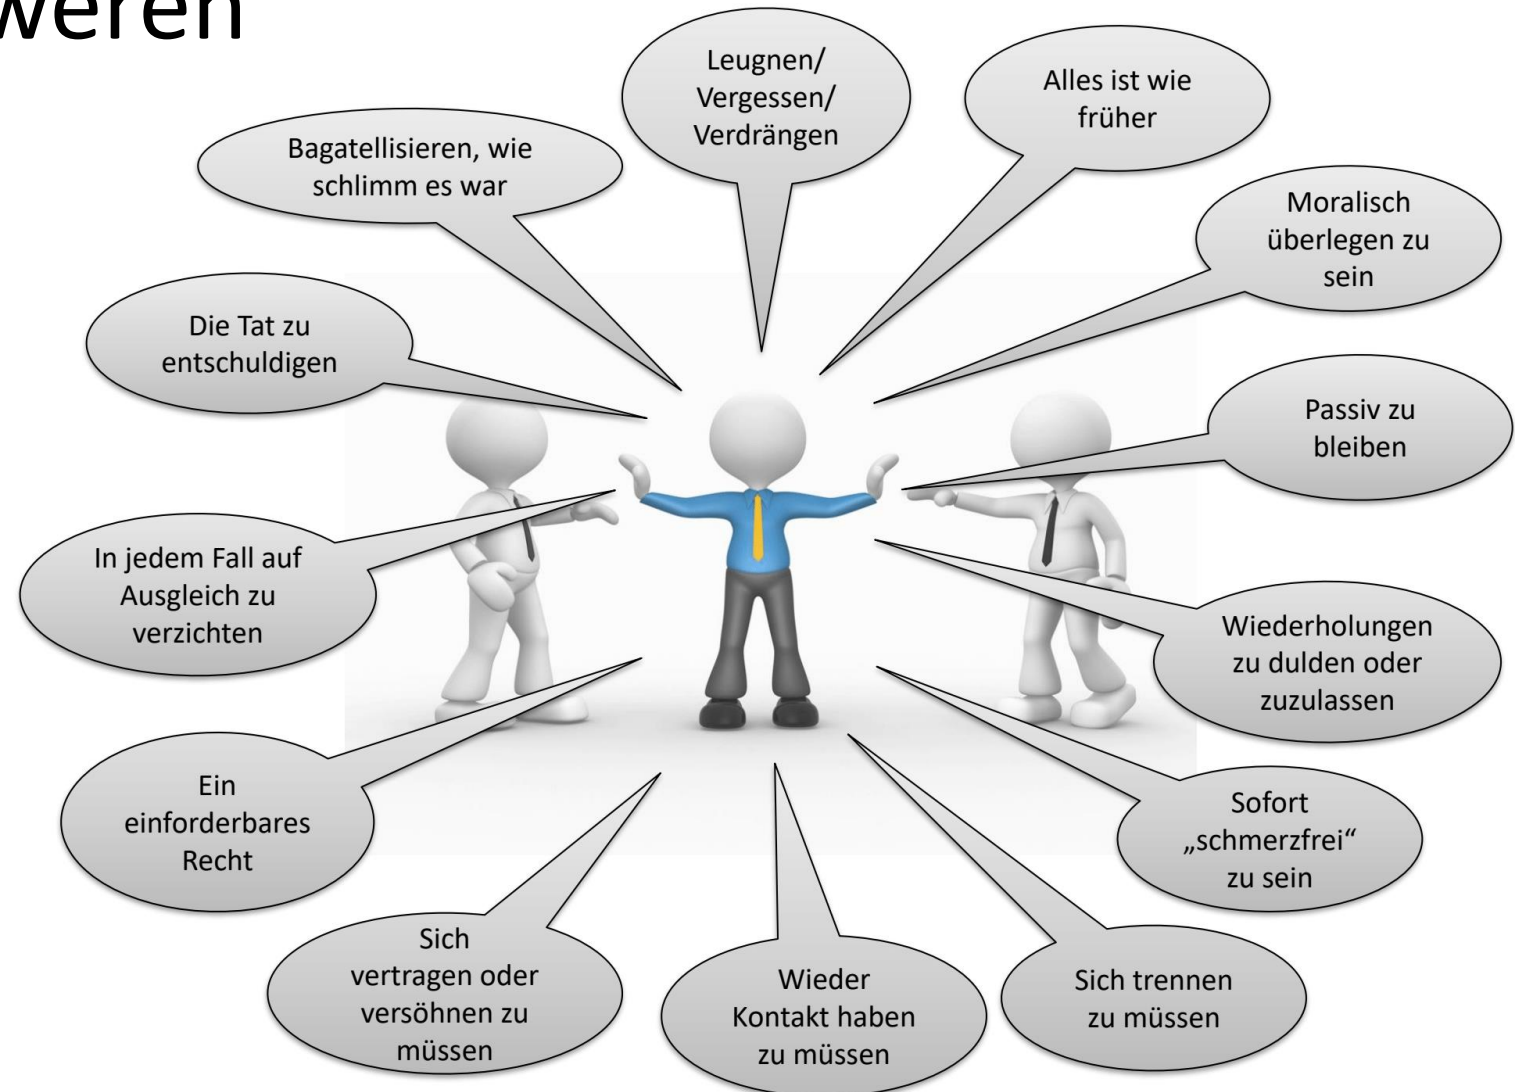 weren
Leugnen/
Vergessen/
Verdrängen
Alles ist wie
früher
Bagatellisieren, wie
schlimm es war
Moralisch
überlegen zu
sein
Die Tat zu
entschuldigen
Passiv zu
bleiben
In jedem Fall auf
Ausgleich zu
verzichten
Wiederholungen
zu dulden oder
zuzulassen
Ein
einforderbares
Recht
Sofort
„schmerzfrei“
zu sein
Sich
vertragen oder
versöhnen zu
müssen
Wieder
Kontakt haben
zu müssen
Sich trennen
zu müssen